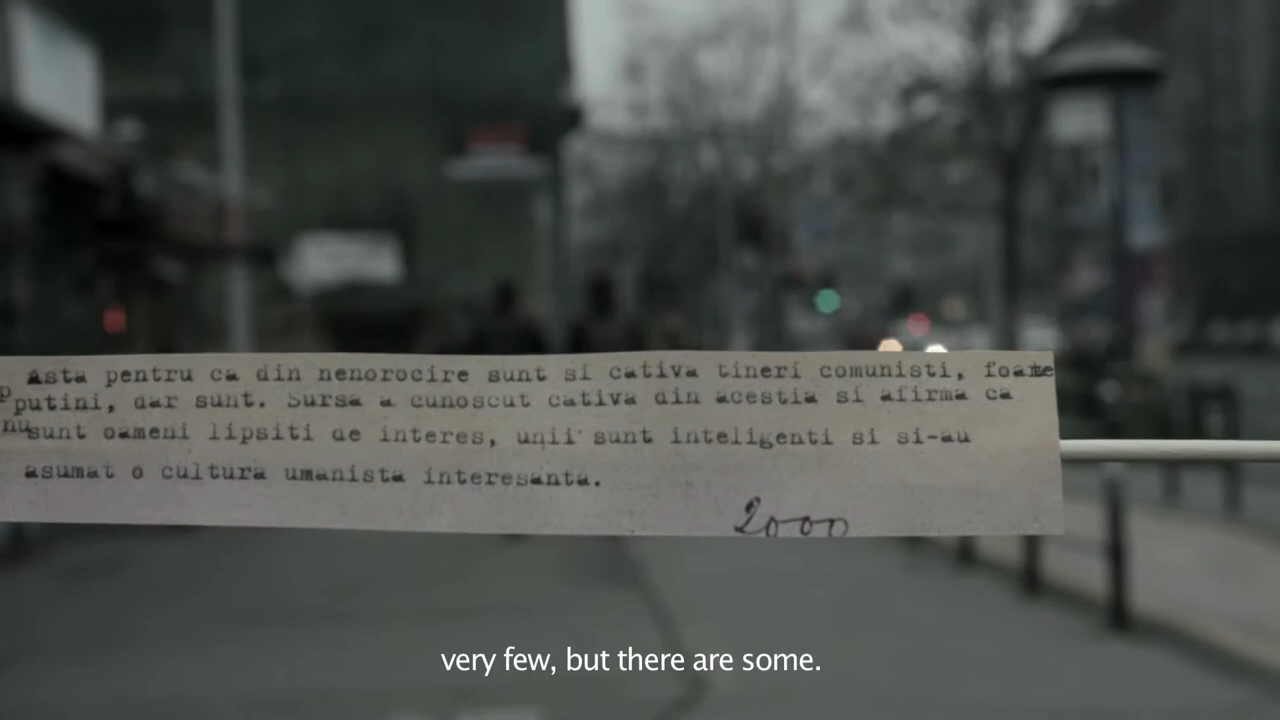 asta pentru ca din nenorocire sunt si cativa tineri comunisti, foarte
p putini, dar sunt. Sursa a cunoscut cativa din acestia si afirma ca
nu sunt oameni lipsiti de interes, unii sunt inteligenti si si-au
asumat o cultura umanista interesanta.
very few, but there are some.